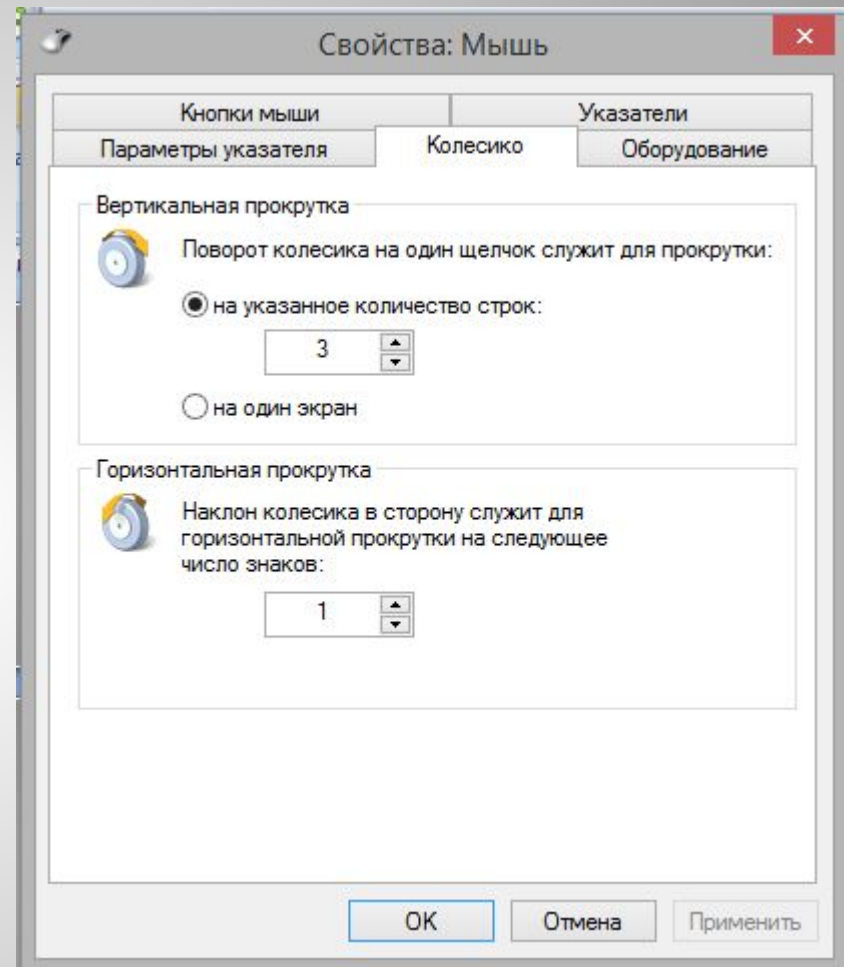 Свойства: Мышь
Кнопки мыши
Указатели
Параметры указателя
Колесико
Оборудование
Вертикальная прокрутка
Поворот колесика на один щелчок служит для прокрутки:
на указанное количество строк:
3
на один экран
Горизонтальная прокрутка
Наклон колесика в сторону служит для
горизонтальной прокрутки на следующее
число знаков:
1
OK
Отмена
Применить